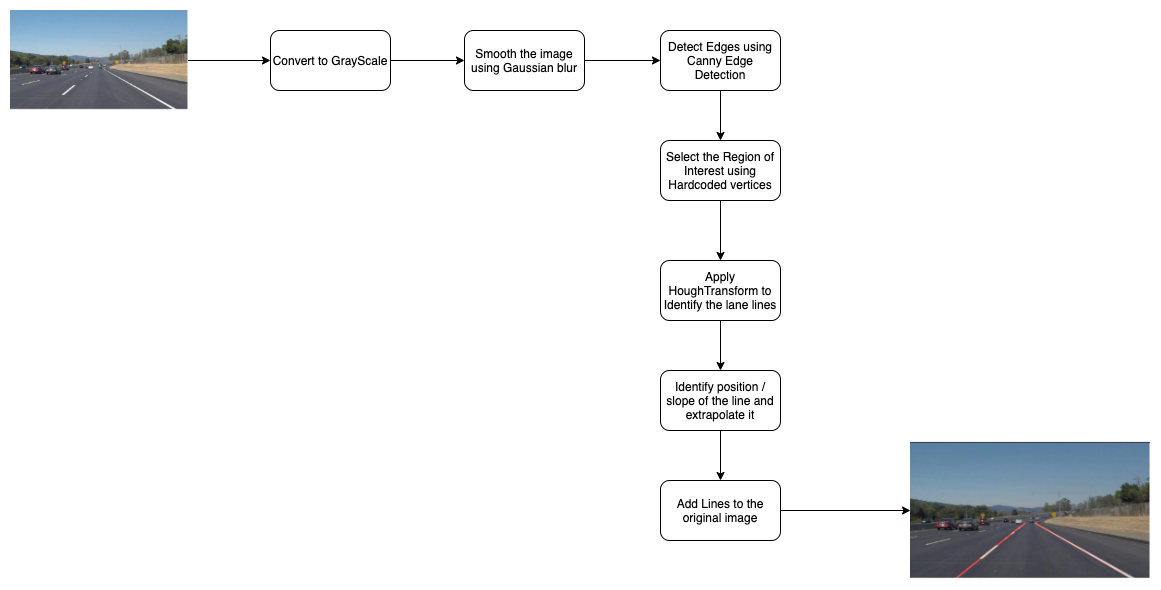 Convert to GrayScale
Smooth the image
using Gaussian blur
Detect Edges using
Canny Edge
Detection
Select the Region of
Interest using
Hardcoded vertices
Apply
HoughTransform to
Identify the lane lines
Identify position /
slope of the line and
extrapolate it
Add Lines to the
original image